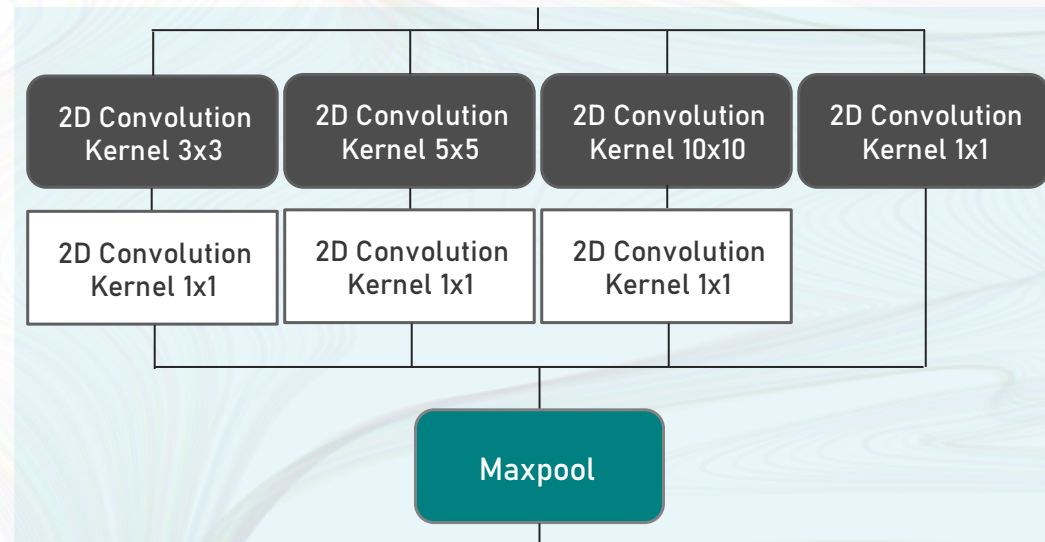 2D Convolution
Kernel 3x3
2D Convolution
Kernel 5x5
2D Convolution
Kernel 10x10
2D Convolution
Kernel 1x1
2D Convolution
Kernel 1x1
2D Convolution
Kernel 1x1
2D Convolution
Kernel 1x1
Maxpool